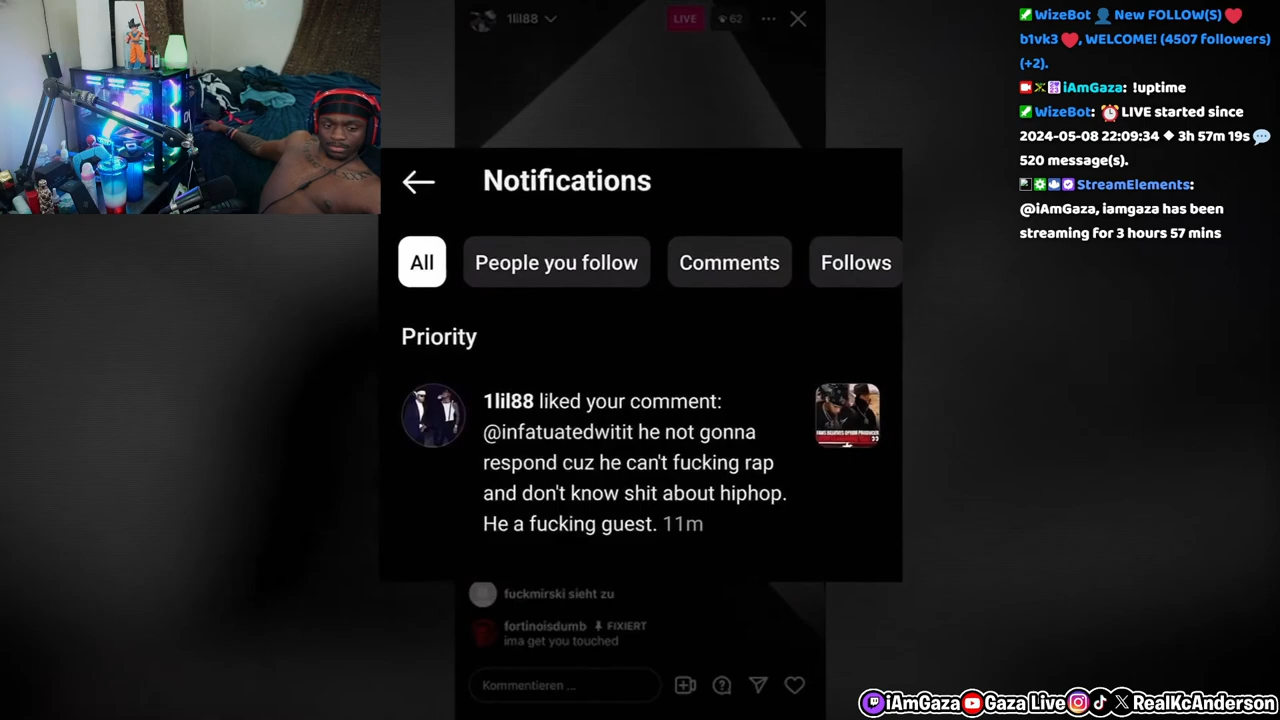 1lil88
LIVE
62
Notifications
All
People you follow
Comments
Follows
Priority
1lil88 liked your comment:
@infatuatedwitit he not gonna
respond cuz he can't fucking rap
and don't know shit about hiphop.
He a fucking guest. 11m
fuckmirski sieht zu
fortinoisdumb FIXIERT
ima get you touched
Kommentieren ...
WizeBot 👤 New FOLLOW(S) ❤️
b1vk3 ❤️, WELCOME! (4507 followers)
(+2).
iAmGaza: !uptime
WizeBot: ⏰ LIVE started since
2024-05-08 22:09:34 ◆ 3h 57m 19s 💬
520 message(s).
StreamElements:
@iAmGaza, iamgaza has been
streaming for 3 hours 57 mins
iAmGaza Gaza Live RealKcAnderson